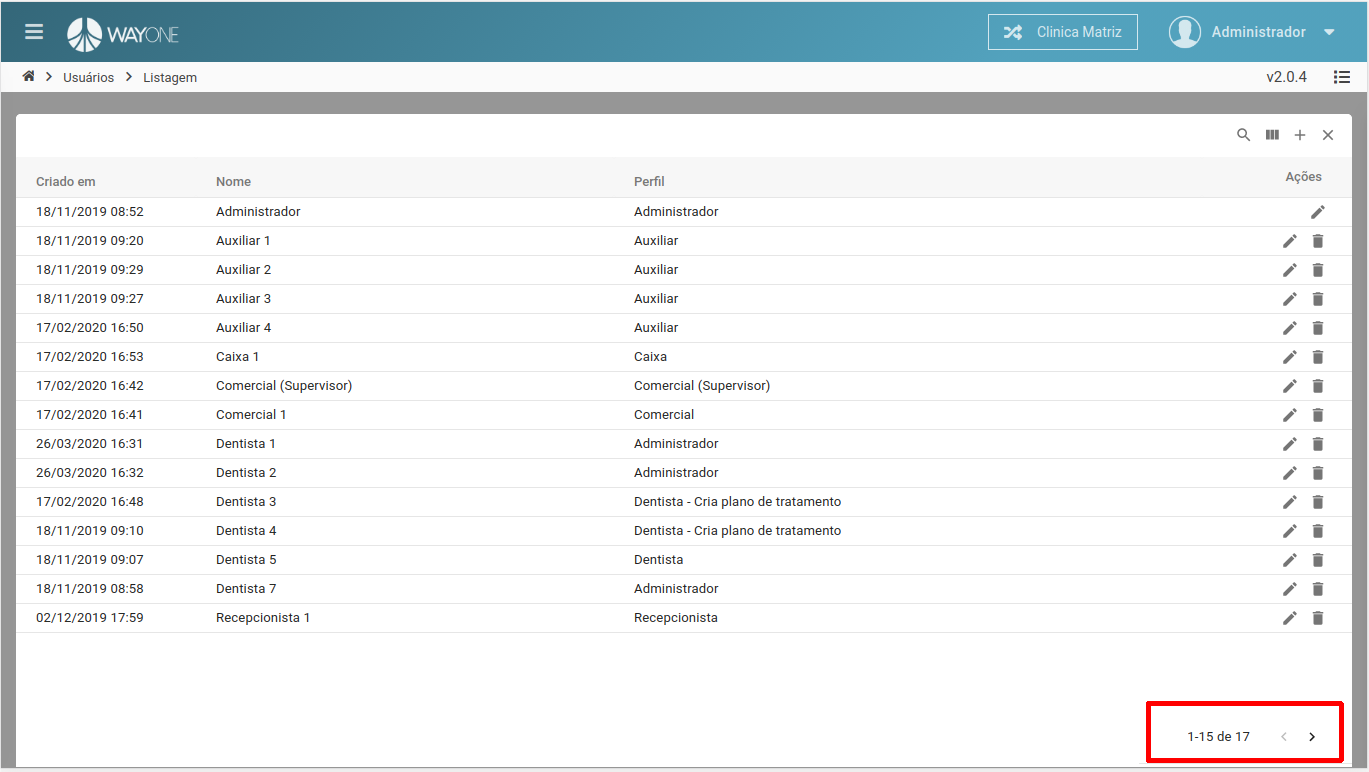 WAYONE
Clinica Matriz
Administrador
Usuários
Listagem
v2.0.4
Criado em Nome Perfil Ações
18/11/2019 08:52 Administrador Administrador
18/11/2019 09:20 Auxiliar 1 Auxiliar
18/11/2019 09:29 Auxiliar 2 Auxiliar
18/11/2019 09:27 Auxiliar 3 Auxiliar
17/02/2020 16:50 Auxiliar 4 Auxiliar
17/02/2020 16:53 Caixa 1 Caixa
17/02/2020 16:42 Comercial (Supervisor) Comercial (Supervisor)
17/02/2020 16:41 Comercial 1 Comercial
26/03/2020 16:31 Dentista 1 Administrador
26/03/2020 16:32 Dentista 2 Administrador
17/02/2020 16:48 Dentista 3 Dentista - Cria plano de tratamento
18/11/2019 09:10 Dentista 4 Dentista - Cria plano de tratamento
18/11/2019 09:07 Dentista 5 Dentista
18/11/2019 08:58 Dentista 7 Administrador
02/12/2019 17:59 Recepcionista 1 Recepcionista
1-15 de 17